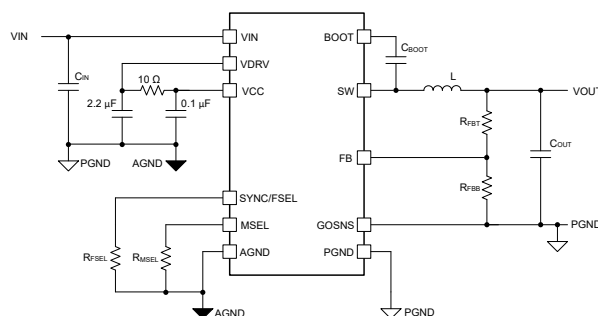 VIN
VIN
BOOT
CBOOT
VDRV
CIN
10 Ω
VCC
SW
L
VOUT
2.2 µF
0.1 µF
RFBT
COUT
PGND
AGND
FB
RFBB
SYNC/FSEL
MSEL
GOSNS
PGND
RFSEL
RMSEL
AGND
PGND
AGND
PGND